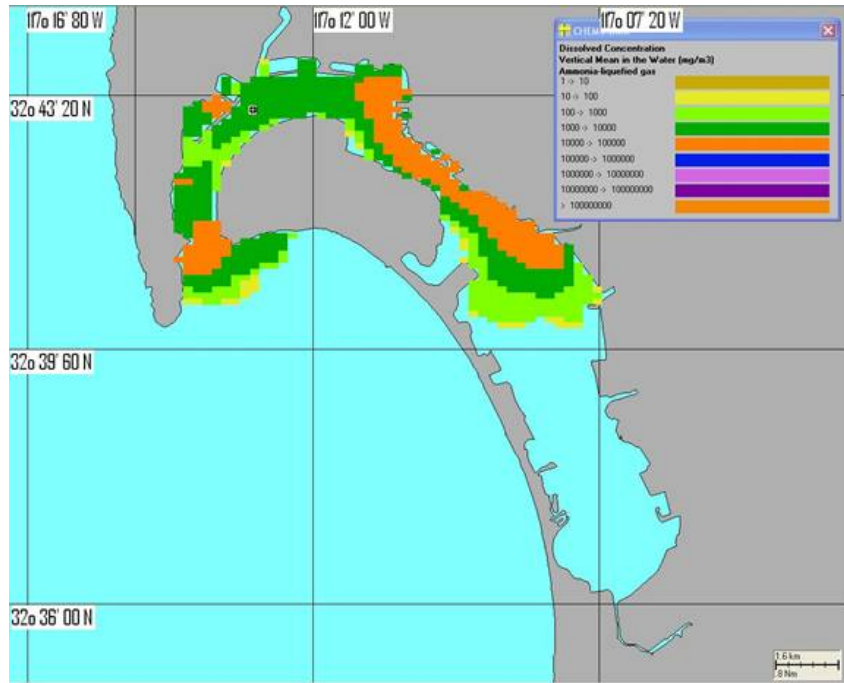 117o 16' 80 W
117o 12' 00 W
117o 07' 20 W
Dissolved Concentration
Vertical Mean in the Water (mg/m3)
Ammonia-liquefied gas
1 -> 10
10 -> 100
100 -> 1000
1000 -> 10000
10000 -> 100000
100000 -> 1000000
1000000 -> 10000000
10000000 -> 100000000
> 100000000
32o 43' 20 N
32o 39' 60 N
32o 36' 00 N
1.6 km
.8 Nm